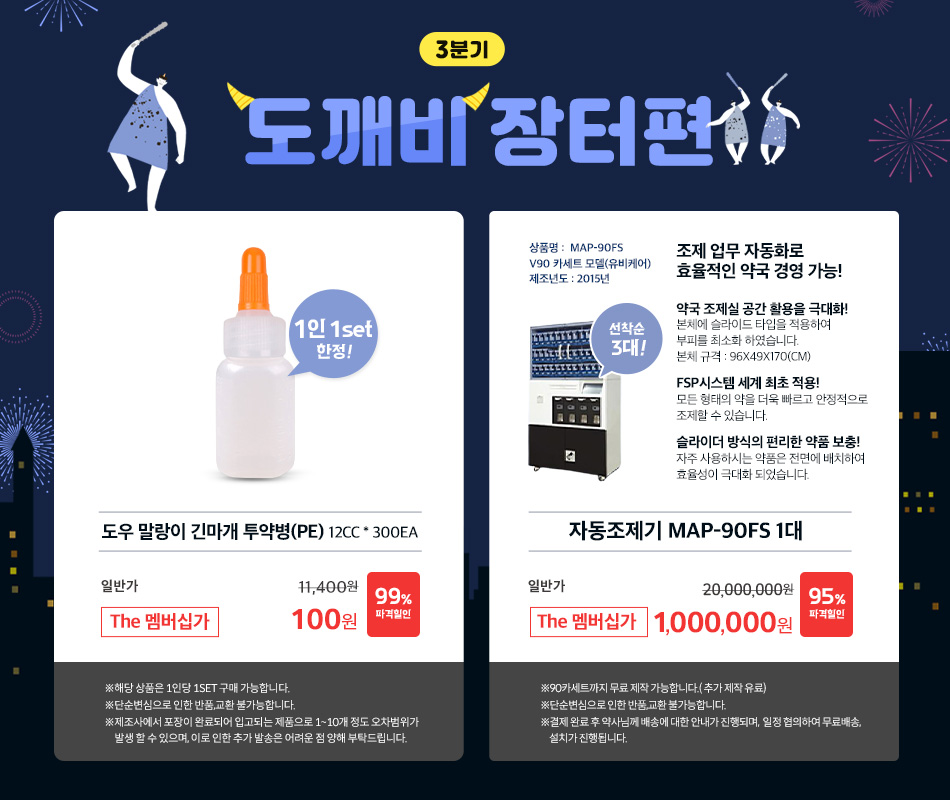 3분기
도깨비 장터편
1인 1set
한정!
도우 말랑이 긴마개 투약병(PE) 12CC * 300EA
일반가
11,400원
The 멤버십가
100원
99%
파격할인
※해당 상품은 1인당 1SET 구매 가능합니다.
※단순변심으로 인한 반품,교환 불가능합니다.
※제조사에서 포장이 완료되어 입고되는 제품으로 1~10개 정도 오차범위가
발생 할 수 있으며, 이로 인한 추가 발송은 어려운 점 양해 부탁드립니다.
상품명 : MAP-90FS
V90 카세트 모델(유비케어)
제조년도 : 2015년
선착순
3대!
조제 업무 자동화로
효율적인 약국 경영 가능!
약국 조제실 공간 활용을 극대화!
본체에 슬라이드 타입을 적용하여
부피를 최소화 하였습니다.
본체 규격 : 96X49X170(CM)
FSP시스템 세계 최초 적용!
모든 형태의 약을 더욱 빠르고 안정적으로
조제할 수 있습니다.
슬라이더 방식의 편리한 약품 보충!
자주 사용하시는 약품은 전면에 배치하여
효율성이 극대화 되었습니다.
자동조제기 MAP-90FS 1대
일반가
20,000,000원
The 멤버십가
1,000,000원
95%
파격할인
※90카세트까지 무료 제작 가능합니다.( 추가 제작 유료)
※단순변심으로 인한 반품,교환 불가능합니다.
※결제 완료 후 약사님께 배송에 대한 안내가 진행되며, 일정 협의하여 무료배송,
설치가 진행됩니다.